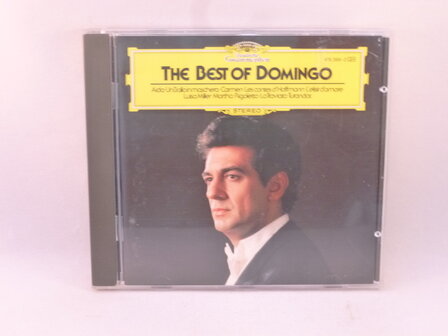 THE BEST OF DOMINGO
Aida · Un Ballo in maschera · Carmen · Les contes d'Hoffmann · L'elisir d'amore
Luisa Miller · Martha · Rigoletto · La Traviata · Turandot
STEREO